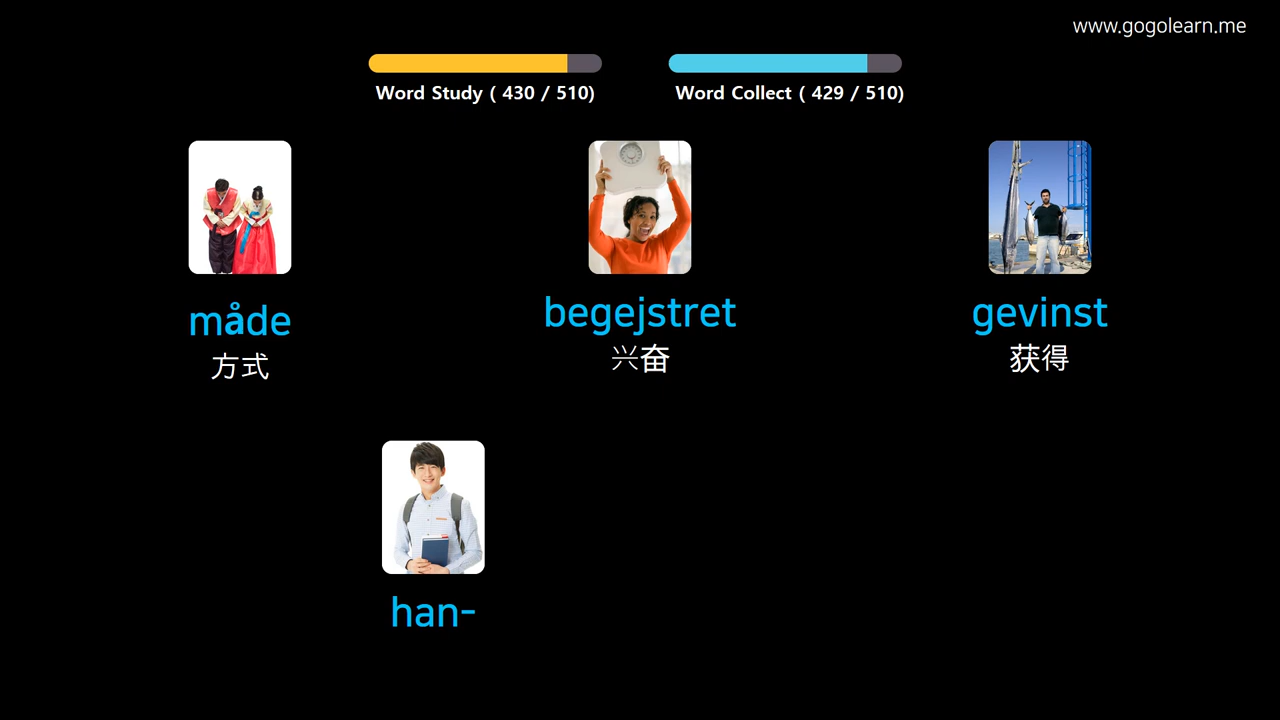 www.gogolearn.me
Word Study ( 430 / 510)
Word Collect ( 429 / 510)
måde
方式
begejstret
兴奋
gevinst
获得
han-